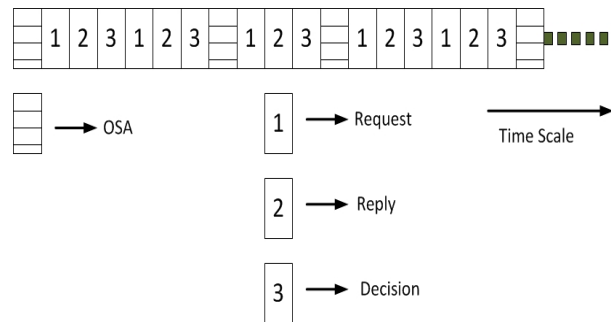 1 2 3 1 2 3 1 2 3 1 2 3 1 2 3
OSA
1 Request
Time Scale
2 Reply
3 Decision